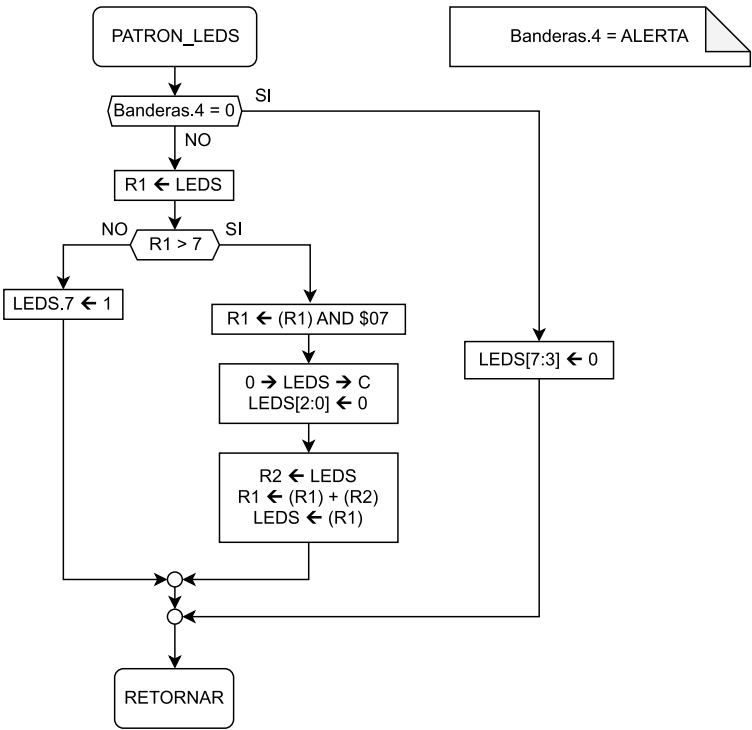 PATRON_LEDS
Banderas.4 = ALERTA
Banderas.4 = 0
SI
NO
R1 ← LEDS
NO
R1 > 7
SI
LEDS.7 ← 1
R1 ← (R1) AND $07
LEDS[7:3] ← 0
0 → LEDS → C
LEDS[2:0] ← 0
R2 ← LEDS
R1 ← (R1) + (R2)
LEDS ← (R1)
RETORNAR